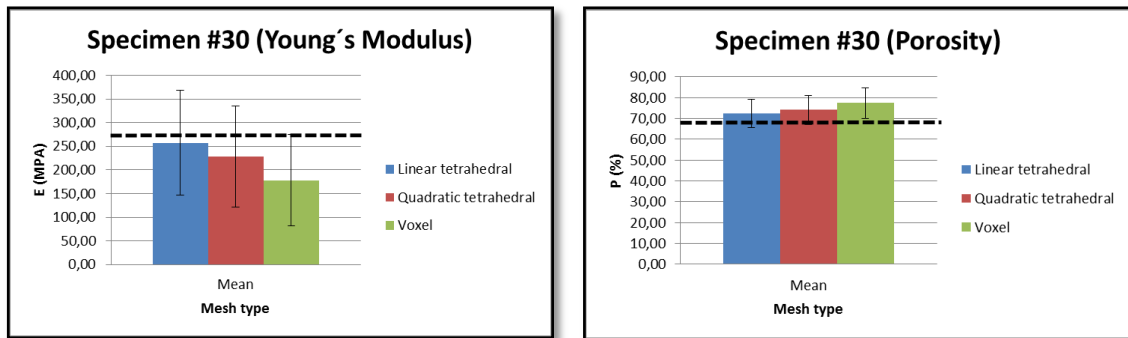 Specimen #30 (Young´s Modulus)
400,00
350,00
300,00
250,00
200,00
150,00
100,00
50,00
0,00
E (MPA)
Linear tetrahedral
Quadratic tetrahedral
Voxel
Mean
Mesh type
Specimen #30 (Porosity)
90,00
80,00
70,00
60,00
50,00
40,00
30,00
20,00
10,00
0,00
P (%)
Linear tetrahedral
Quadratic tetrahedral
Voxel
Mean
Mesh type